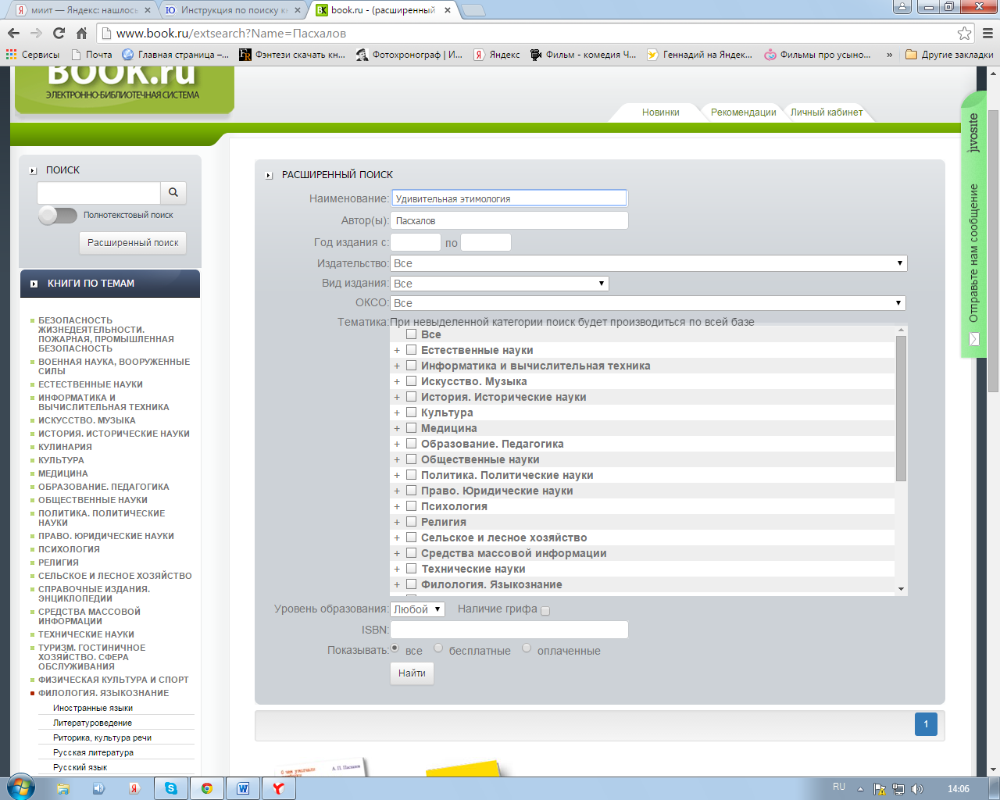 миит — Яндекс: нашлось
Инструкция по поиску кн
book.ru - (расширенный
www.book.ru/extsearch?Name=Пасхалов
Сервисы
Почта
Главная страница –...
Фэнтези скачать кн...
Фотохронограф | И...
Яндекс
Фильм - комедия Ч...
Геннадий на Яндек...
Фильмы про усыно...
»
Другие закладки
BOOK.ru
ЭЛЕКТРОННО-БИБЛИОТЕЧНАЯ СИСТЕМА
Новинки
Рекомендации
Личный кабинет
jivosite
Отправьте нам сообщение
ПОИСК
Полнотекстовый поиск
Расширенный поиск
КНИГИ ПО ТЕМАМ
БЕЗОПАСНОСТЬ
ЖИЗНЕДЕЯТЕЛЬНОСТИ.
ПОЖАРНАЯ, ПРОМЫШЛЕННАЯ
БЕЗОПАСНОСТЬ
ВОЕННАЯ НАУКА, ВООРУЖЕННЫЕ
СИЛЫ
ЕСТЕСТВЕННЫЕ НАУКИ
ИНФОРМАТИКА И
ВЫЧИСЛИТЕЛЬНАЯ ТЕХНИКА
ИСКУССТВО. МУЗЫКА
ИСТОРИЯ. ИСТОРИЧЕСКИЕ НАУКИ
КУЛИНАРИЯ
КУЛЬТУРА
МЕДИЦИНА
ОБРАЗОВАНИЕ. ПЕДАГОГИКА
ОБЩЕСТВЕННЫЕ НАУКИ
ПОЛИТИКА. ПОЛИТИЧЕСКИЕ
НАУКИ
ПРАВО. ЮРИДИЧЕСКИЕ НАУКИ
ПСИХОЛОГИЯ
РЕЛИГИЯ
СЕЛЬСКОЕ И ЛЕСНОЕ ХОЗЯЙСТВО
СПРАВОЧНЫЕ ИЗДАНИЯ.
ЭНЦИКЛОПЕДИИ
СРЕДСТВА МАССОВОЙ
ИНФОРМАЦИИ
ТЕХНИЧЕСКИЕ НАУКИ
ТУРИЗМ. ГОСТИНИЧНОЕ
ХОЗЯЙСТВО. СФЕРА
ОБСЛУЖИВАНИЯ
ФИЗИЧЕСКАЯ КУЛЬТУРА И СПОРТ
ФИЛОЛОГИЯ. ЯЗЫКОЗНАНИЕ
Иностранные языки
Литературоведение
Риторика, культура речи
Русская литература
Русский язык
РАСШИРЕННЫЙ ПОИСК
Наименование: Удивительная этимология
Автор(ы): Пасхалов
Год издания с: по
Издательство: Все
Вид издания: Все
ОКСО: Все
Тематика: При невыделенной категории поиск будет производиться по всей базе
Все
+ Естественные науки
+ Информатика и вычислительная техника
+ Искусство. Музыка
+ История. Исторические науки
+ Культура
+ Медицина
+ Образование. Педагогика
+ Общественные науки
+ Политика. Политические науки
+ Право. Юридические науки
+ Психология
+ Религия
+ Сельское и лесное хозяйство
+ Средства массовой информации
+ Технические науки
+ Филология. Языкознание
Уровень образования: Любой Наличие грифа
ISBN:
Показывать: все бесплатные оплаченные
Найти
1
RU
14:06